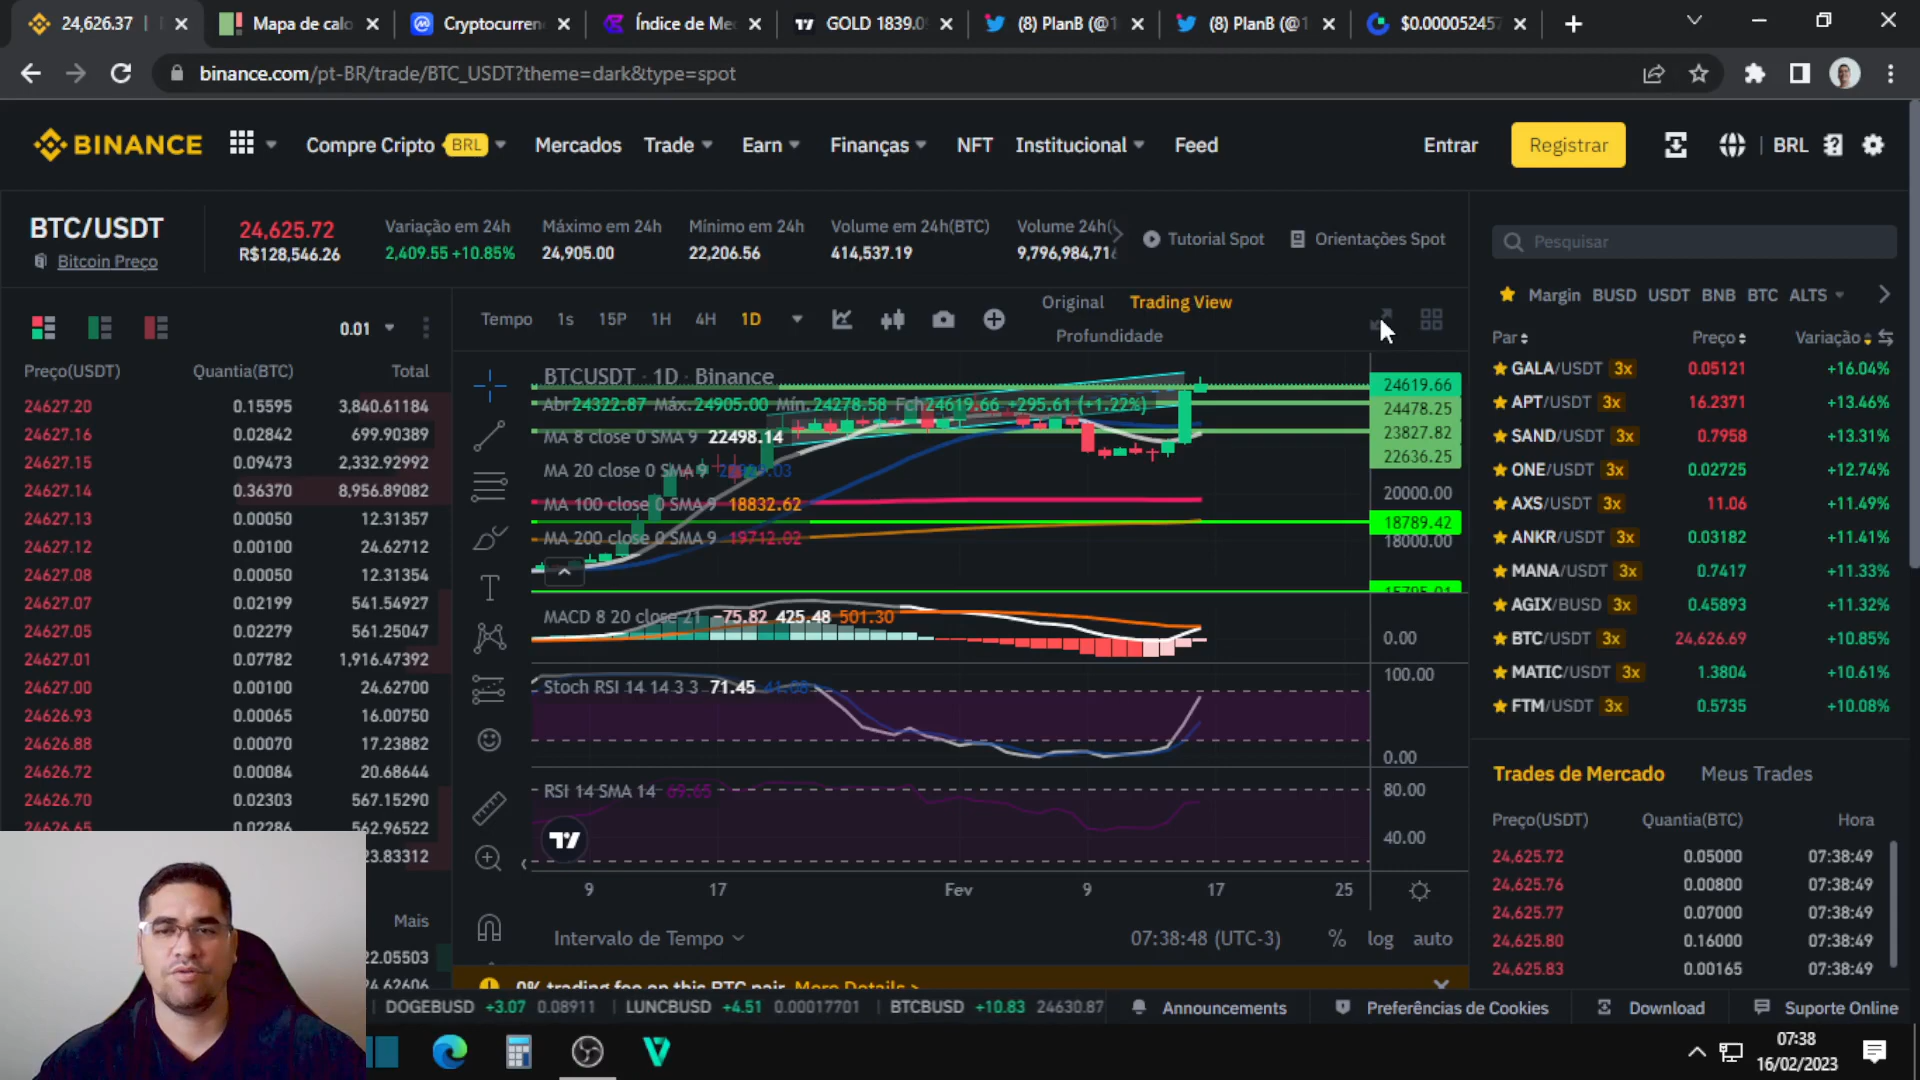 24,626.37
Mapa de calo
Cryptocurren
Índice de Me
GOLD 1839.0
(8) PlanB (@1
(8) PlanB (@1
$0.000052457
binance.com/pt-BR/trade/BTC_USDT?theme=dark&type=spot
BINANCE
Compre Cripto BRL
Mercados
Trade
Earn
Finanças
NFT
Institucional
Feed
Entrar
Registrar
BRL
BTC/USDT
Bitcoin Preço
24,625.72
R$128,546.26
Variação em 24h
2,409.55 +10.85%
Máximo em 24h
24,905.00
Mínimo em 24h
22,206.56
Volume em 24h(BTC)
414,537.19
Volume 24h(
9,796,984,716
Tutorial Spot
Orientações Spot
0.01
Preço(USDT) Quantia(BTC) Total
24627.20 0.15595 3,840.61184
24627.16 0.02842 699.90389
24627.15 0.09473 2,332.92992
24627.14 0.36370 8,956.89082
24627.13 0.00050 12.31357
24627.12 0.00100 24.62712
24627.08 0.00050 12.31354
24627.07 0.02199 541.54927
24627.05 0.02279 561.25047
24627.01 0.07782 1,916.47392
24627.00 0.00100 24.62700
24626.93 0.00065 16.00750
24626.88 0.00070 17.23882
24626.72 0.00084 20.68644
24626.70 0.02303 567.15290
24626.65 0.02286 562.96522
23.83312
Mais
22.05503
24.62606
Tempo 1s 15P 1H 4H 1D
Original Trading View
Profundidade
BTCUSDT · 1D · Binance
Abr24322.87 Máx.24905.00 Mín.24278.58 Fch24619.66 +295.61 (+1.22%)
MA 8 close 0 SMA 9 22498.14
MA 20 close 0 SMA 9
MA 100 close 0 SMA 9 18832.62
MA 200 close 0 SMA 9 19712.02
24619.66
24478.25
23827.82
22636.25
20000.00
18789.42
18000.00
MACD 8 20 close 21 −75.82 425.48 501.30
0.00
Stoch RSI 14 14 3 3 71.45
100.00
0.00
RSI 14 SMA 14 69.65
80.00
40.00
9 17 Fev 9 17 25
Intervalo de Tempo
07:38:48 (UTC-3) % log auto
0% trading fee on this BTC pair. More Details >
Pesquisar
Margin BUSD USDT BNB BTC ALTS
Par Preço Variação
GALA/USDT 3x 0.05121 +16.04%
APT/USDT 3x 16.2371 +13.46%
SAND/USDT 3x 0.7958 +13.31%
ONE/USDT 3x 0.02725 +12.74%
AXS/USDT 3x 11.06 +11.49%
ANKR/USDT 3x 0.03182 +11.41%
MANA/USDT 3x 0.7417 +11.33%
AGIX/BUSD 3x 0.45893 +11.32%
BTC/USDT 3x 24,626.69 +10.85%
MATIC/USDT 3x 1.3804 +10.61%
FTM/USDT 3x 0.5735 +10.08%
Trades de Mercado Meus Trades
Preço(USDT) Quantia(BTC) Hora
24,625.72 0.05000 07:38:49
24,625.76 0.00800 07:38:49
24,625.77 0.07000 07:38:49
24,625.80 0.16000 07:38:49
24,625.83 0.00165 07:38:49
DOGEBUSD +3.07 0.08911
LUNCBUSD +4.51 0.00017701
BTCBUSD +10.83 24630.87
Announcements
Preferências de Cookies
Download
Suporte Online
07:38
16/02/2023